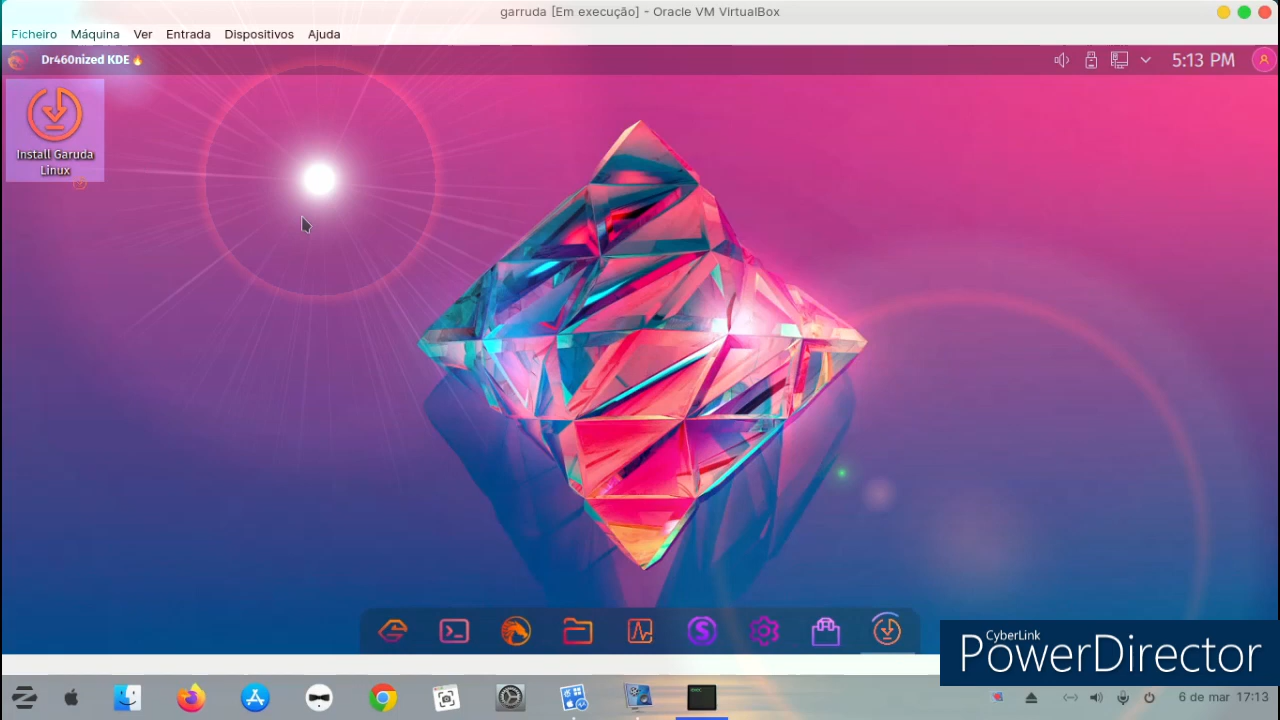 garruda [Em execução] - Oracle VM VirtualBox
Ficheiro Máquina Ver Entrada Dispositivos Ajuda
Dr460nized KDE 🔥
5:13 PM
Install Garuda
Linux
CyberLink
PowerDirector
6 de mar 17:13